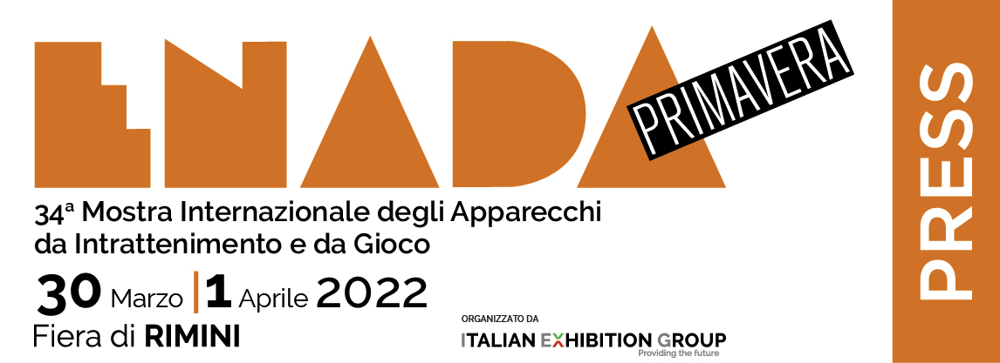 ENADA
PRIMAVERA
34ª Mostra Internazionale degli Apparecchi
da Intrattenimento e da Gioco
30 Marzo | 1 Aprile 2022
Fiera di RIMINI
ORGANIZZATO DA
ITALIAN EXHIBITION GROUP
Providing the future
PRESS